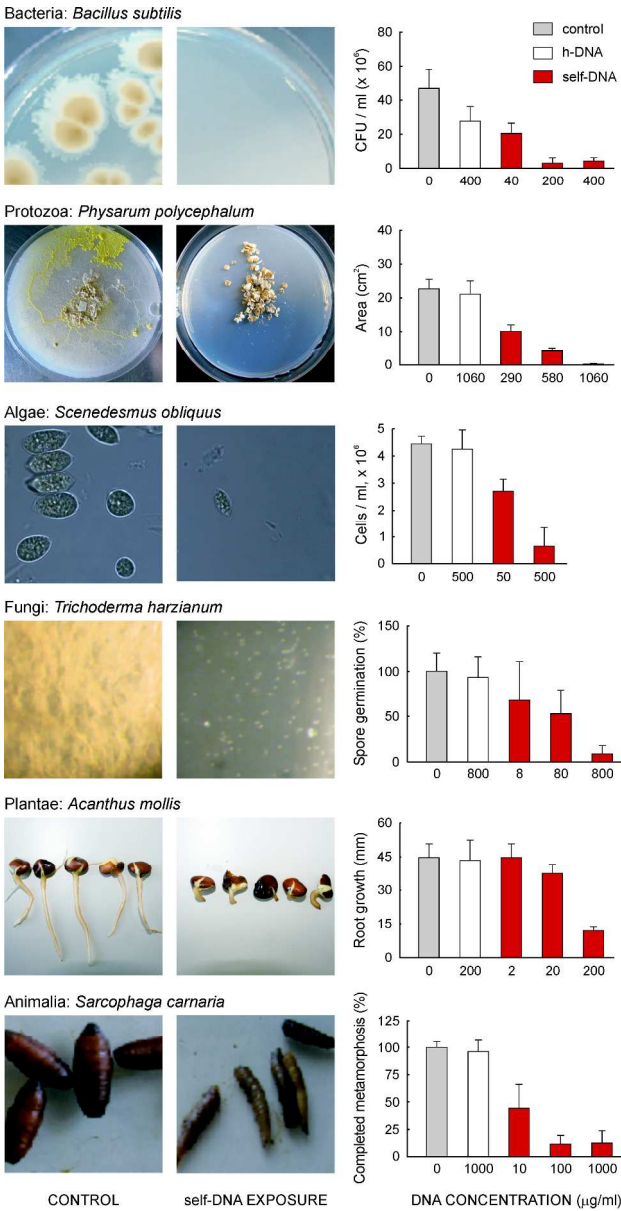 Bacteria: Bacillus subtilis
CFU / ml (x 10⁶)
80
60
40
20
0
control
h-DNA
self-DNA
0 400 40 200 400
Protozoa: Physarum polycephalum
Area (cm²)
40
30
20
10
0
0 1060 290 580 1060
Algae: Scenedesmus obliquus
Cells / ml, x 10⁶
5
4
3
2
1
0
0 500 50 500
Fungi: Trichoderma harzianum
Spore germination (%)
150
100
50
0
0 800 8 80 800
Plantae: Acanthus mollis
Root growth (mm)
60
45
30
15
0
0 200 2 20 200
Animalia: Sarcophaga carnaria
Completed metamorphosis (%)
125
100
75
50
25
0
0 1000 10 100 1000
CONTROL
self-DNA EXPOSURE
DNA CONCENTRATION (μg/ml)